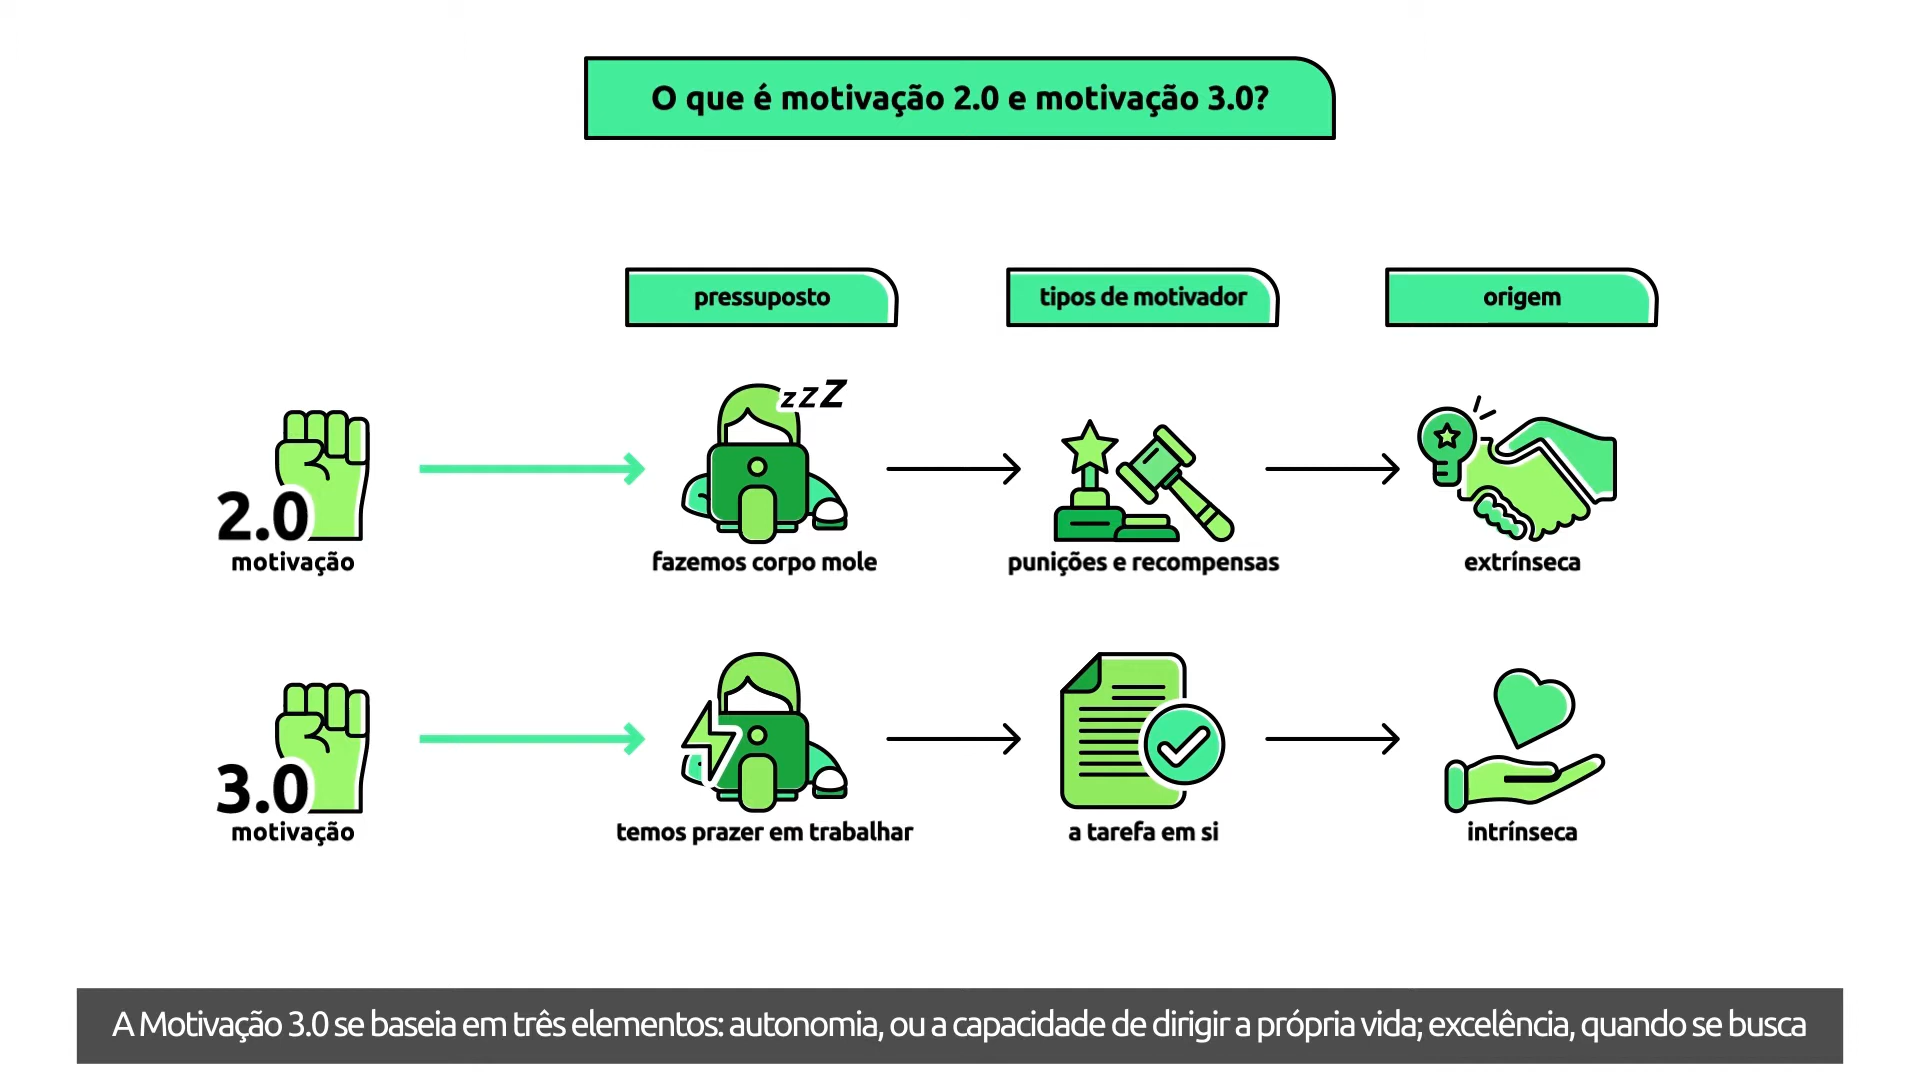 O que é motivação 2.0 e motivação 3.0?
pressuposto
tipos de motivador
origem
zzZ
2.0
motivação
fazemos corpo mole
punições e recompensas
extrínseca
3.0
motivação
temos prazer em trabalhar
a tarefa em si
intrínseca
A Motivação 3.0 se baseia em três elementos: autonomia, ou a capacidade de dirigir a própria vida; excelência, quando se busca